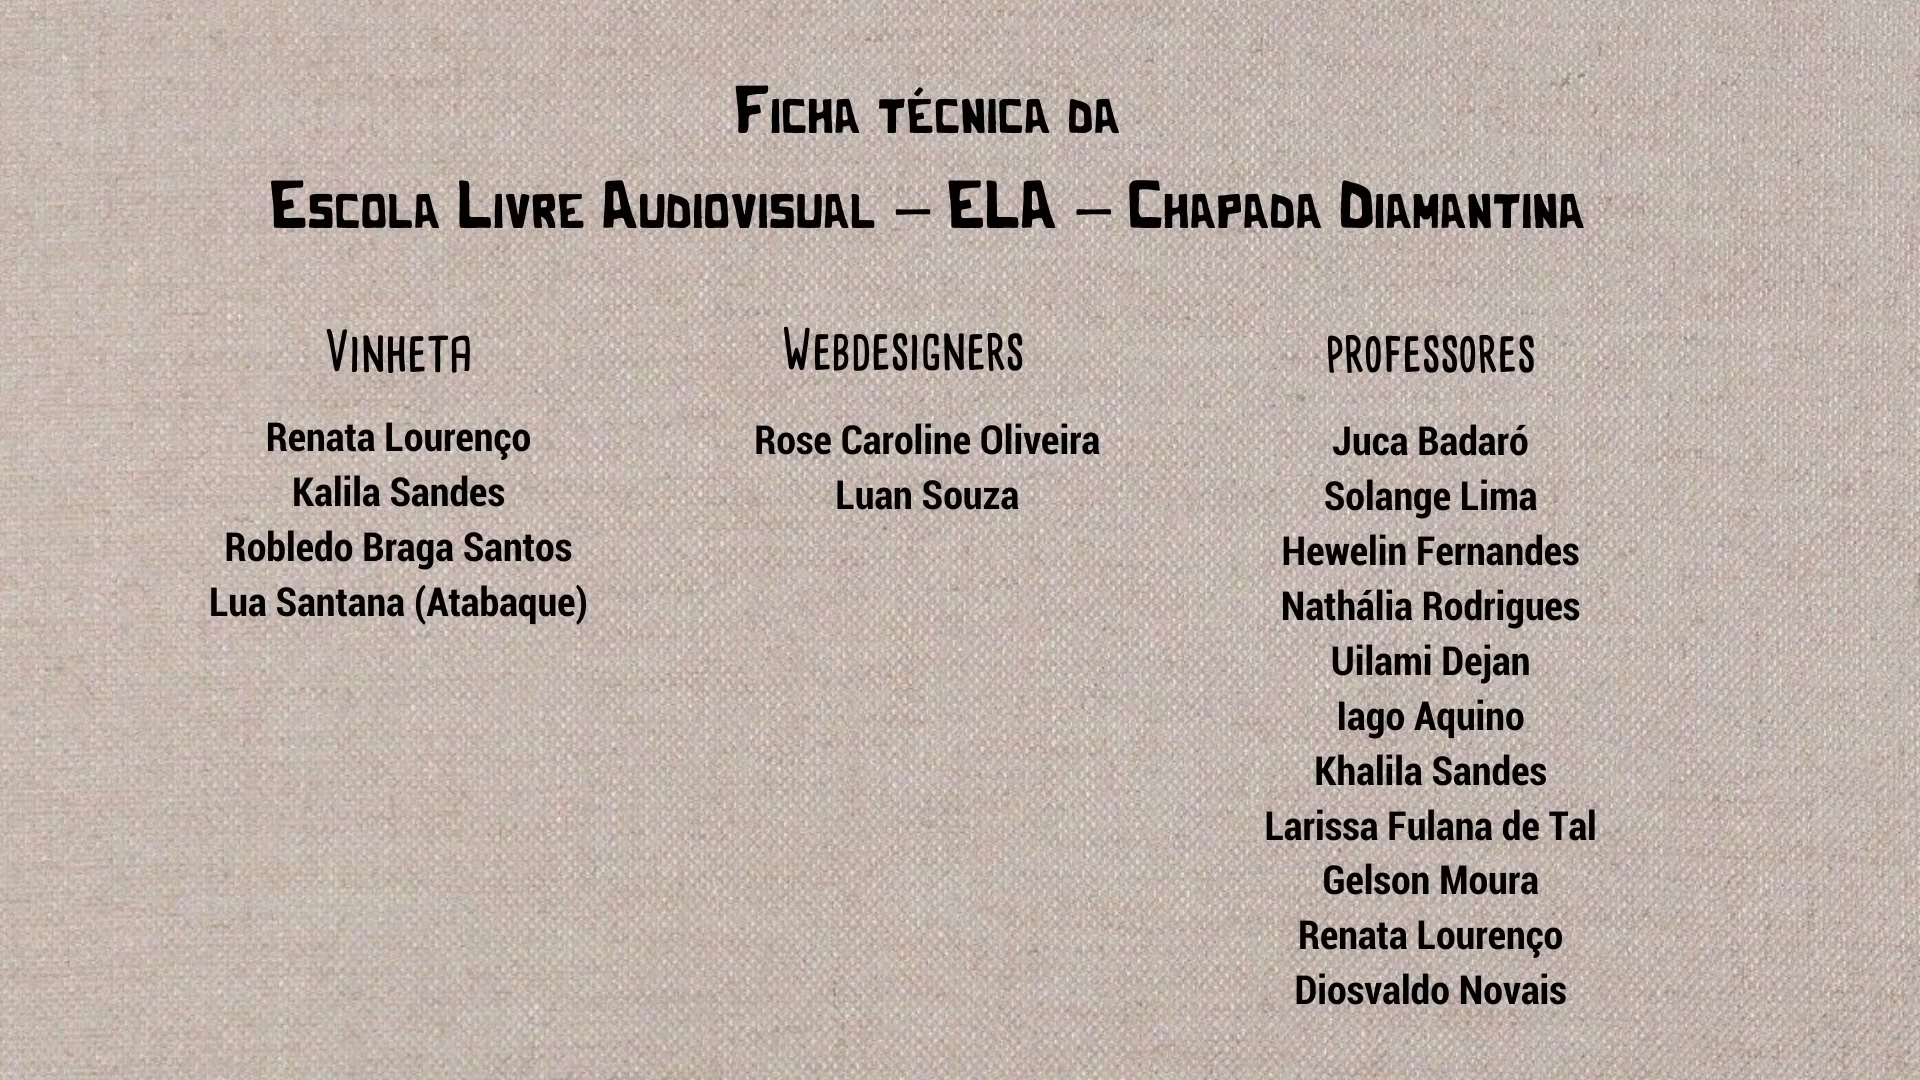 Ficha técnica da
Escola Livre Audiovisual – ELA – Chapada Diamantina
Vinheta
Renata Lourenço
Kalila Sandes
Robledo Braga Santos
Lua Santana (Atabaque)
Webdesigners
Rose Caroline Oliveira
Luan Souza
professores
Juca Badaró
Solange Lima
Hewelin Fernandes
Nathália Rodrigues
Uilami Dejan
Iago Aquino
Khalila Sandes
Larissa Fulana de Tal
Gelson Moura
Renata Lourenço
Diosvaldo Novais